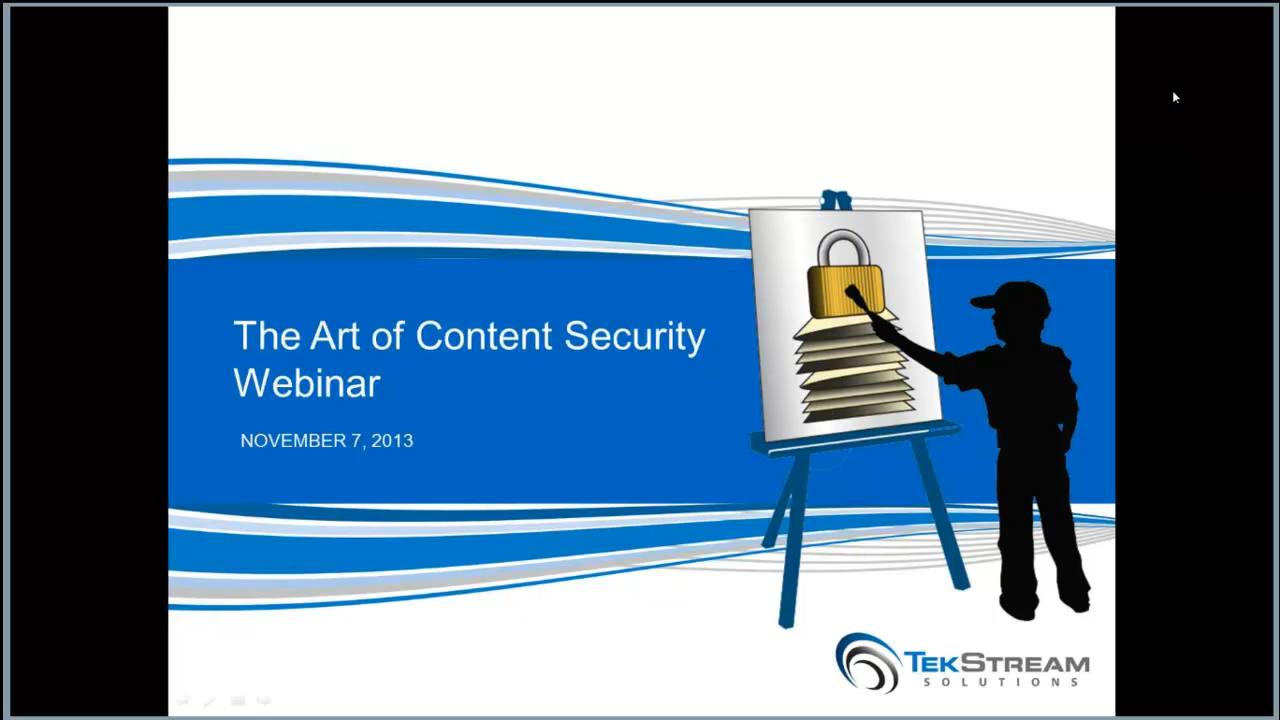 The Art of Content Security
Webinar
NOVEMBER 7, 2013
TEKSTREAM
SOLUTIONS